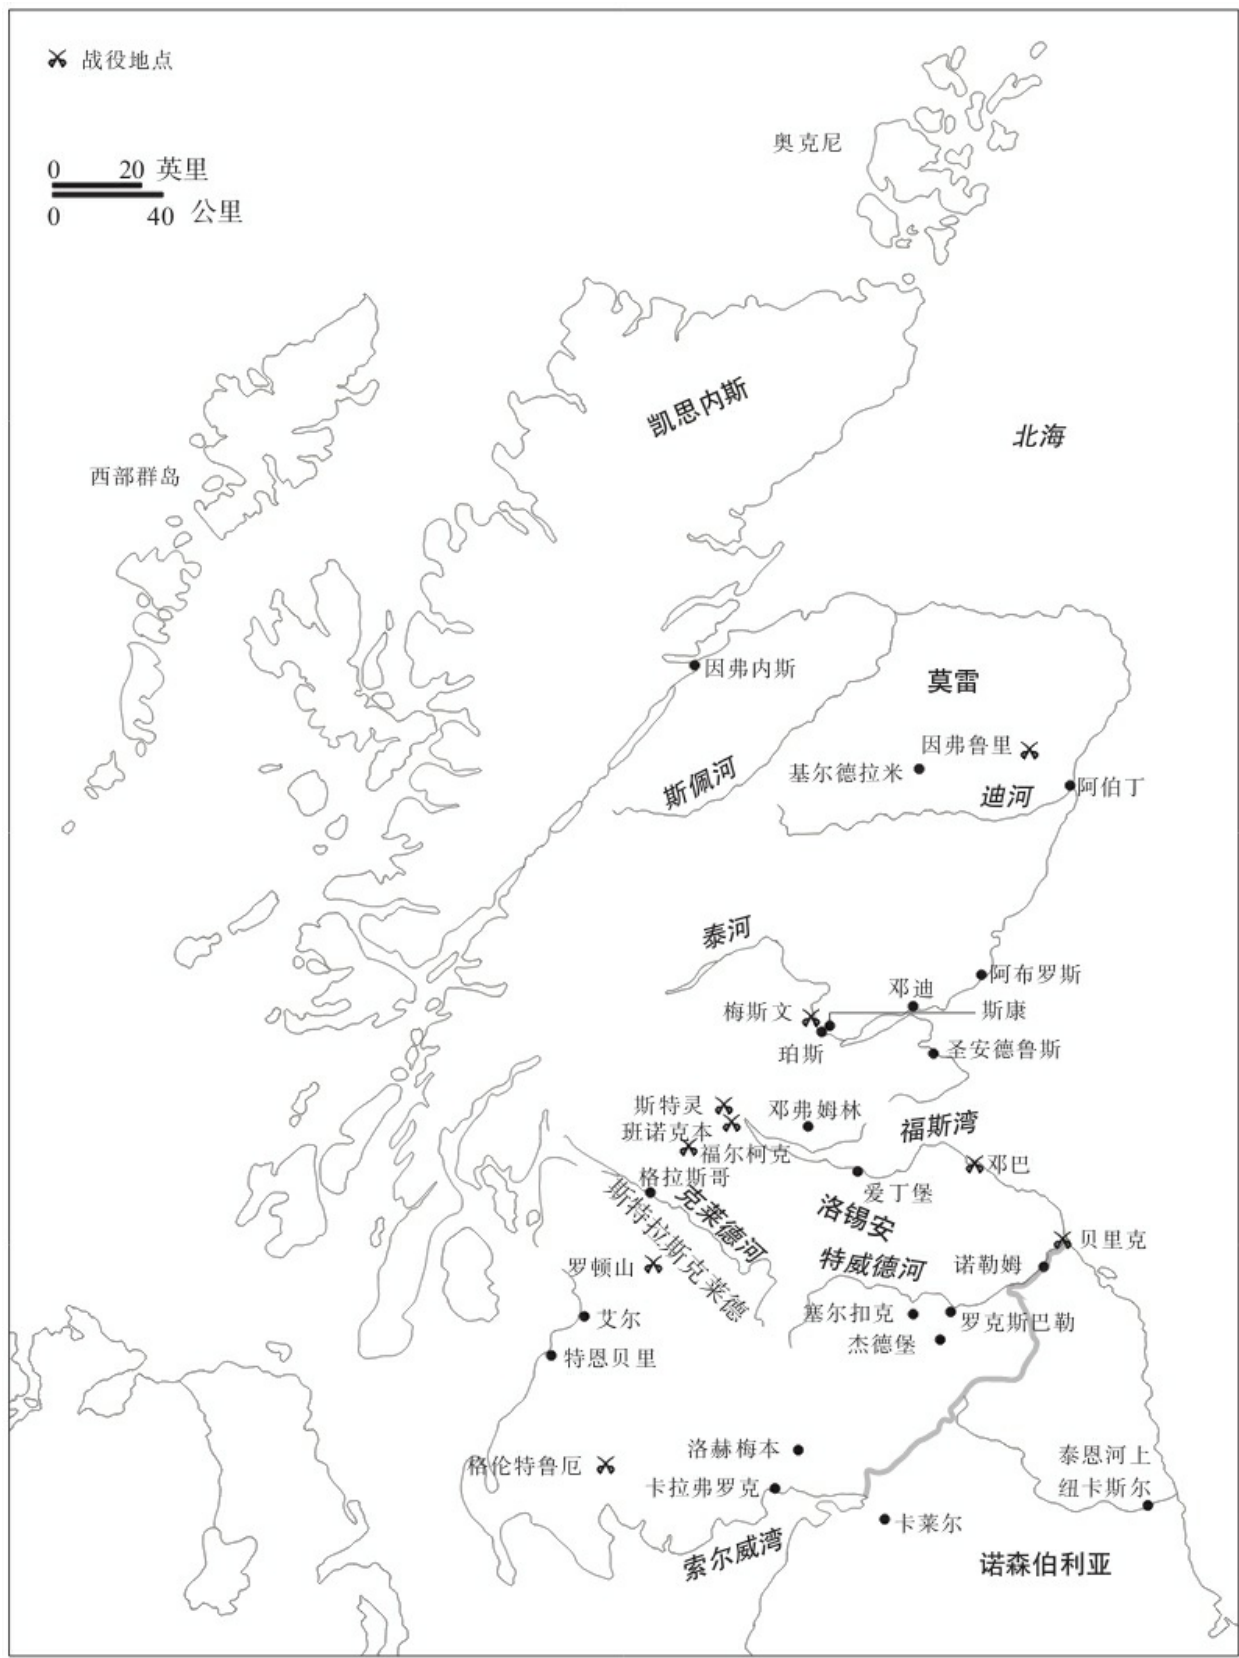 战役地点
0 20 英里
0 40 公里
奥克尼
凯思内斯
北海
西部群岛
因弗内斯
莫雷
因弗鲁里
基尔德拉米
斯佩河
迪河
阿伯丁
泰河
阿布罗斯
邓迪
梅斯文
斯康
珀斯
圣安德鲁斯
斯特灵
邓弗姆林
班诺克本
福斯湾
福尔柯克
邓巴
格拉斯哥
爱丁堡
克莱德河
斯特拉斯克莱德
洛锡安
贝里克
特威德河
诺勒姆
罗顿山
塞尔扣克
罗克斯巴勒
艾尔
杰德堡
特恩贝里
洛赫梅本
泰恩河上
纽卡斯尔
格伦特鲁厄
卡拉弗罗克
卡莱尔
索尔威湾
诺森伯利亚